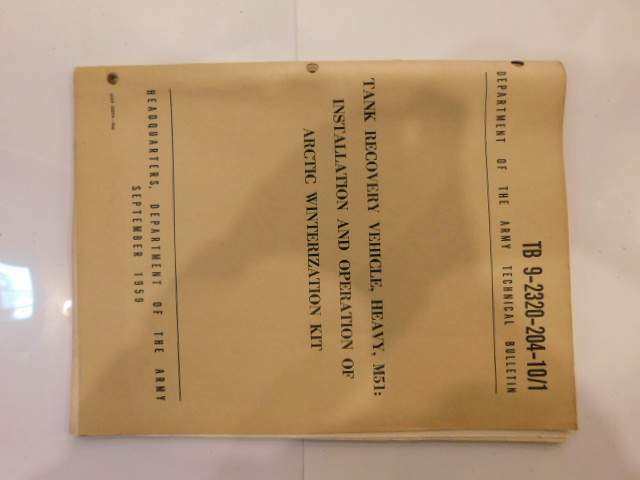 TB 9-2320-204-10/1
DEPARTMENT OF THE ARMY TECHNICAL BULLETIN
TANK RECOVERY VEHICLE, HEAVY, M51:
INSTALLATION AND OPERATION OF
ARCTIC WINTERIZATION KIT
HEADQUARTERS, DEPARTMENT OF THE ARMY
SEPTEMBER 1959